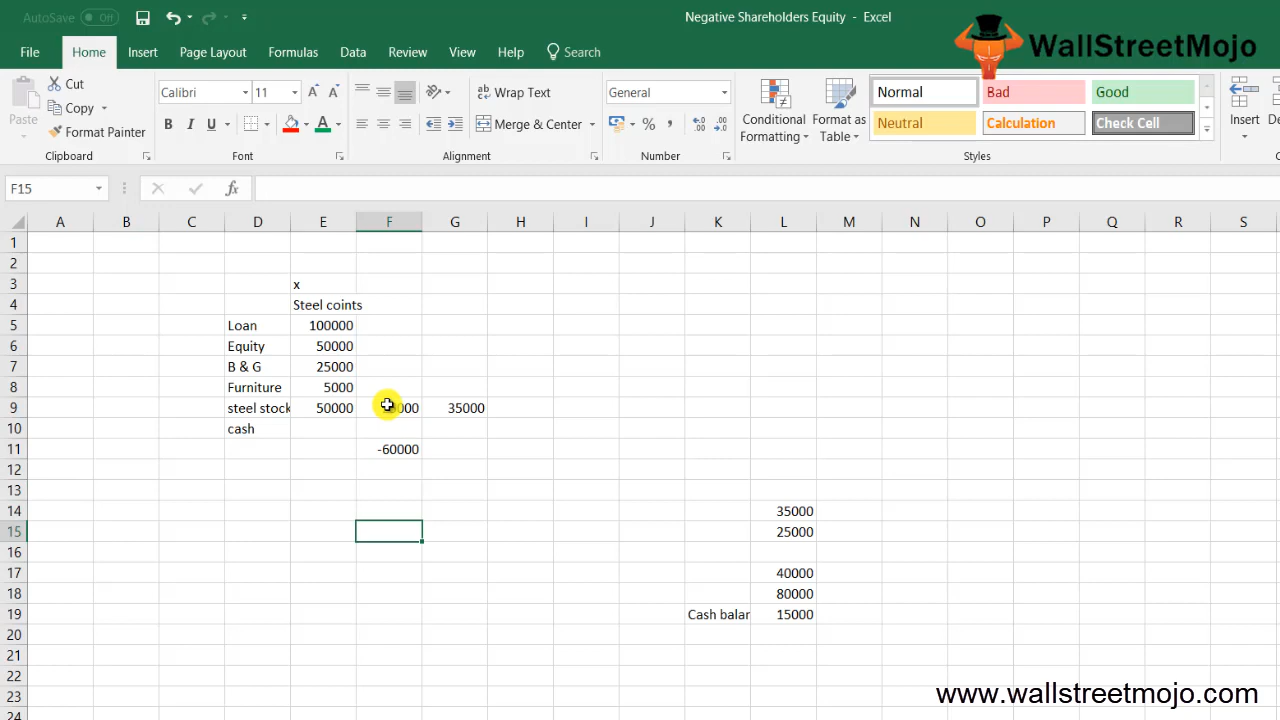 AutoSave Off
Negative Shareholders Equity - Excel
WallStreetMojo
File Home Insert Page Layout Formulas Data Review View Help Search
Paste
Cut
Copy
Format Painter
Clipboard
Calibri 11
B I U
Font
Wrap Text
Merge & Center
Alignment
General
%
Number
Conditional Formatting
Format as Table
Normal Bad Good
Neutral Calculation Check Cell
Styles
Insert
F15
fx
A B C D E F G H I J K L M N O P Q R S
1
2
3 x
4 Steel coints
5 Loan 100000
6 Equity 50000
7 B & G 25000
8 Furniture 5000
9 steel stock 50000 35000
10 cash
11 -60000
12
13
14 35000
15 25000
16
17 40000
18 80000
19 Cash balar 15000
20
21
22
23
24
www.wallstreetmojo.com